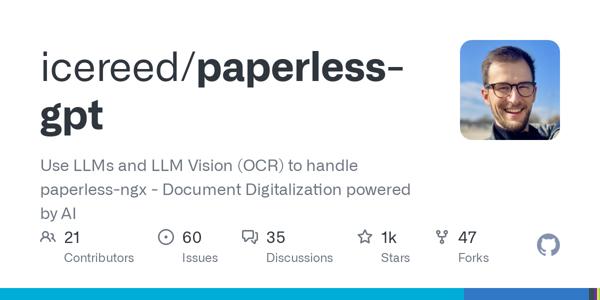 icereed/paperless-
gpt
Use LLMs and LLM Vision (OCR) to handle
paperless-ngx - Document Digitalization powered
by AI
21 60 35 1k 47
Contributors Issues Discussions Stars Forks